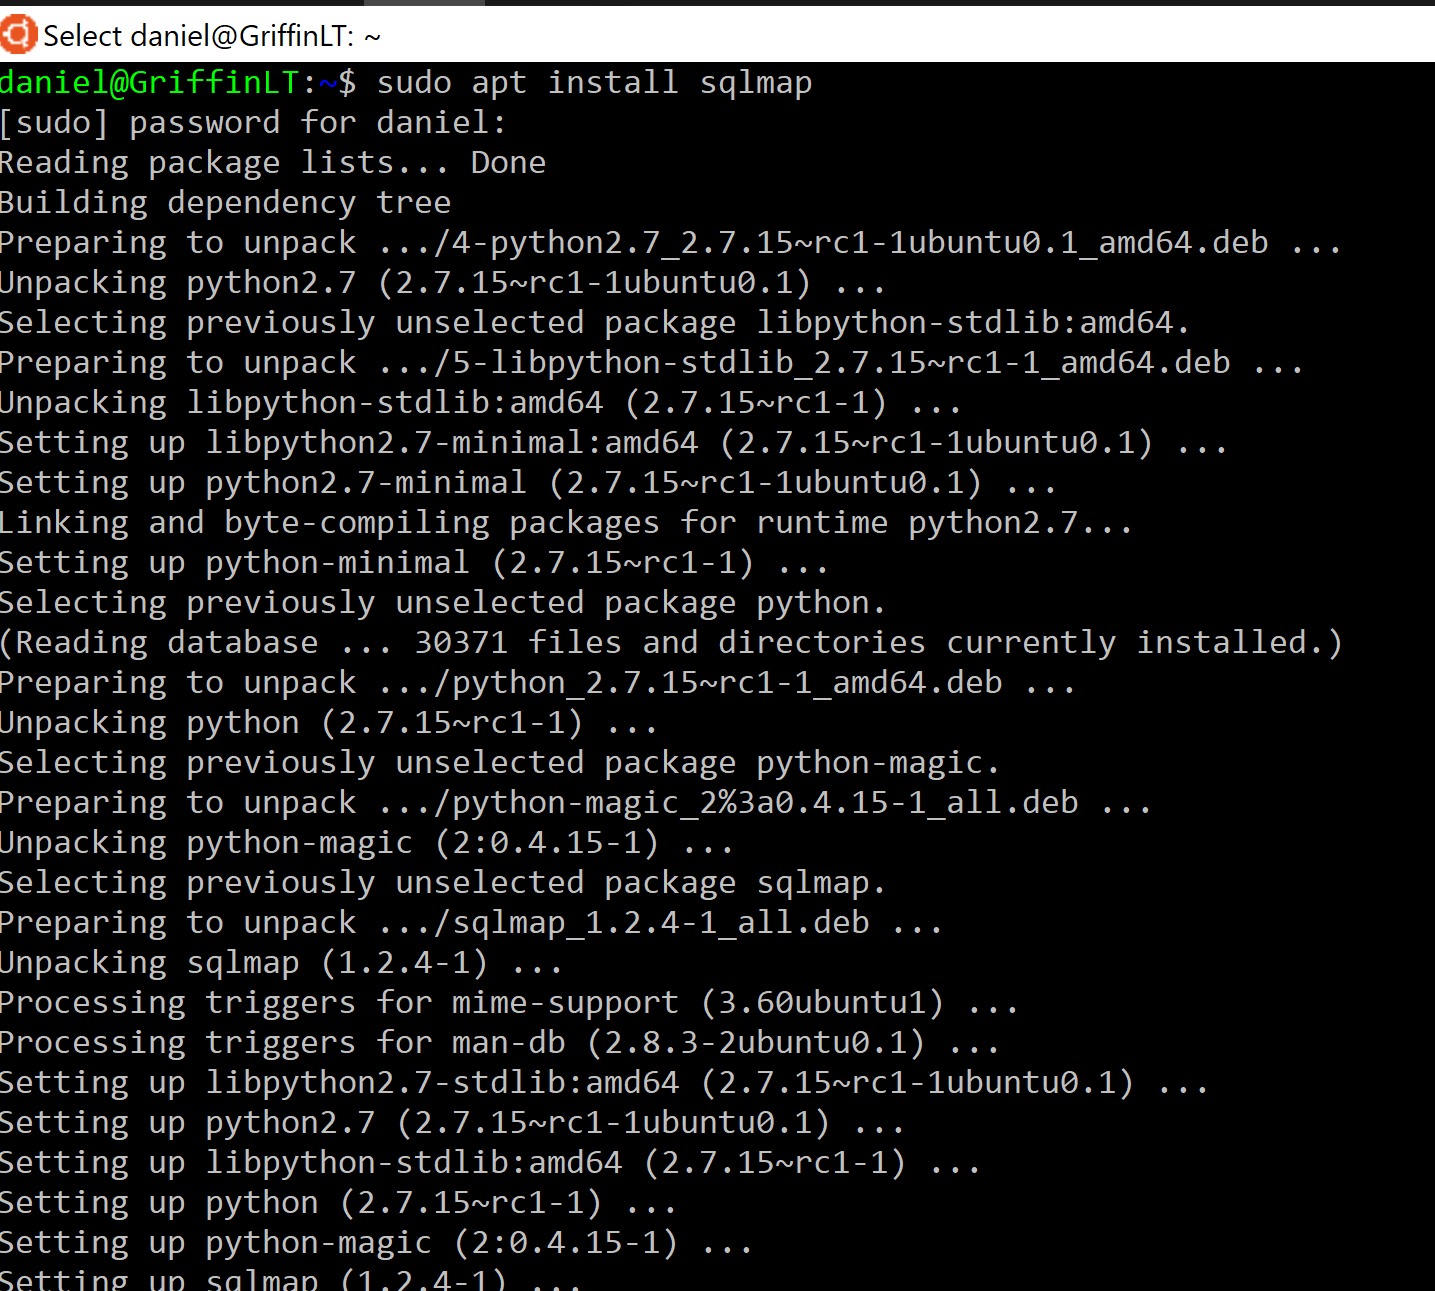 Select daniel@GriffinLT: ~
daniel@GriffinLT:~$ sudo apt install sqlmap
[sudo] password for daniel:
Reading package lists... Done
Building dependency tree
Preparing to unpack .../4-python2.7_2.7.15~rc1-1ubuntu0.1_amd64.deb ...
Unpacking python2.7 (2.7.15~rc1-1ubuntu0.1) ...
Selecting previously unselected package libpython-stdlib:amd64.
Preparing to unpack .../5-libpython-stdlib_2.7.15~rc1-1_amd64.deb ...
Unpacking libpython-stdlib:amd64 (2.7.15~rc1-1) ...
Setting up libpython2.7-minimal:amd64 (2.7.15~rc1-1ubuntu0.1) ...
Setting up python2.7-minimal (2.7.15~rc1-1ubuntu0.1) ...
Linking and byte-compiling packages for runtime python2.7...
Setting up python-minimal (2.7.15~rc1-1) ...
Selecting previously unselected package python.
(Reading database ... 30371 files and directories currently installed.)
Preparing to unpack .../python_2.7.15~rc1-1_amd64.deb ...
Unpacking python (2.7.15~rc1-1) ...
Selecting previously unselected package python-magic.
Preparing to unpack .../python-magic_2%3a0.4.15-1_all.deb ...
Unpacking python-magic (2:0.4.15-1) ...
Selecting previously unselected package sqlmap.
Preparing to unpack .../sqlmap_1.2.4-1_all.deb ...
Unpacking sqlmap (1.2.4-1) ...
Processing triggers for mime-support (3.60ubuntu1) ...
Processing triggers for man-db (2.8.3-2ubuntu0.1) ...
Setting up libpython2.7-stdlib:amd64 (2.7.15~rc1-1ubuntu0.1) ...
Setting up python2.7 (2.7.15~rc1-1ubuntu0.1) ...
Setting up libpython-stdlib:amd64 (2.7.15~rc1-1) ...
Setting up python (2.7.15~rc1-1) ...
Setting up python-magic (2:0.4.15-1) ...
Setting up sqlmap (1.2.4-1) ...